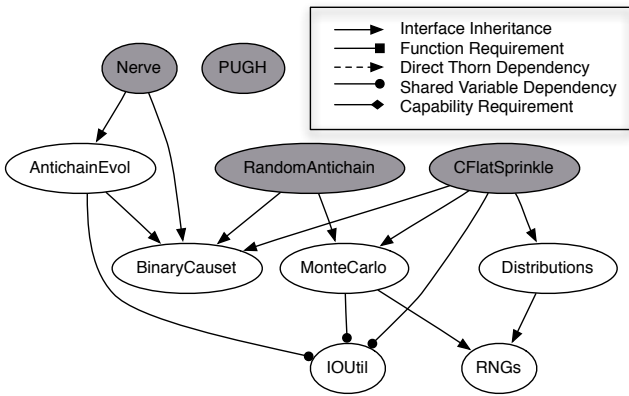 Interface Inheritance
Function Requirement
Direct Thorn Dependency
Shared Variable Dependency
Capability Requirement
Nerve
PUGH
AntichainEvol
RandomAntichain
CFlatSprinkle
BinaryCauset
MonteCarlo
Distributions
IOUtil
RNGs